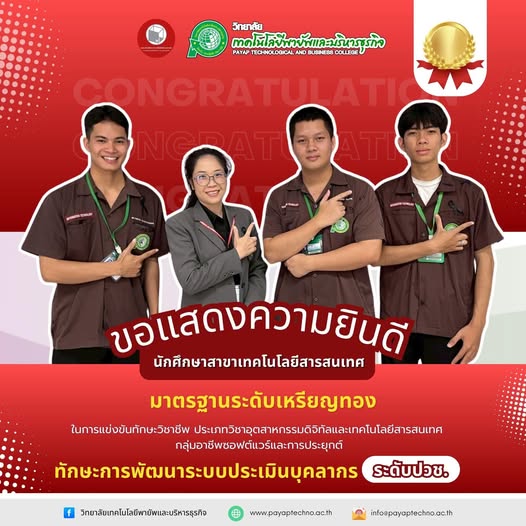 วิทยาลัย
เทคโนโลยีพายัพและบริหารธุรกิจ
PAYAP TECHNOLOGICAL AND BUSINESS COLLEGE
CONGRATULATION
CONGRATULATION
CONGRATULATION
ขอแสดงความยินดี
นักศึกษาสาขาเทคโนโลยีสารสนเทศ
มาตรฐานระดับเหรียญทอง
ในการแข่งขันทักษะวิชาชีพ ประเภทวิชาอุตสาหกรรมดิจิทัลและเทคโนโลยีสารสนเทศ
กลุ่มอาชีพซอฟต์แวร์และการประยุกต์
ทักษะการพัฒนาระบบประเมินบุคลากร ระดับปวช.
วิทยาลัยเทคโนโลยีพายัพและบริหารธุรกิจ www.payaptechno.ac.th info@payaptechno.ac.th